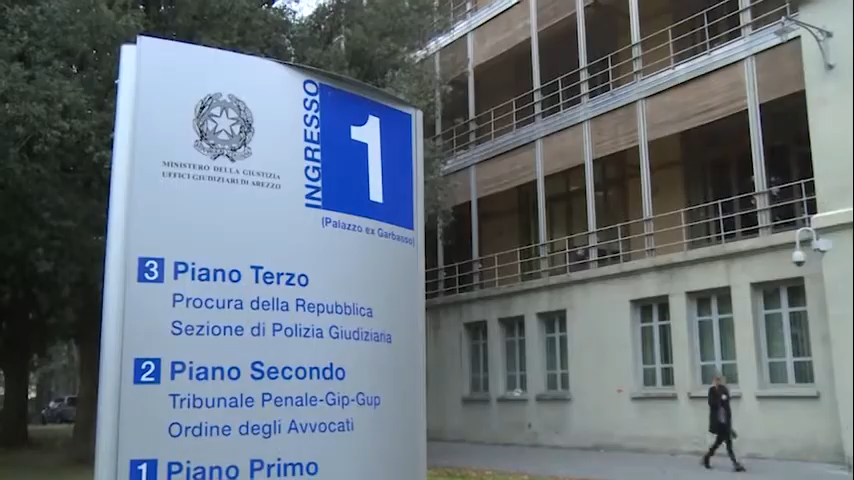 INGRESSO
1
MINISTERO DELLA GIUSTIZIA
UFFICI GIUDIZIARI DI AREZZO
(Palazzo ex Garbasso)
3 Piano Terzo
Procura della Repubblica
Sezione di Polizia Giudiziaria
2 Piano Secondo
Tribunale Penale-Gip-Gup
Ordine degli Avvocati
1 Piano Primo